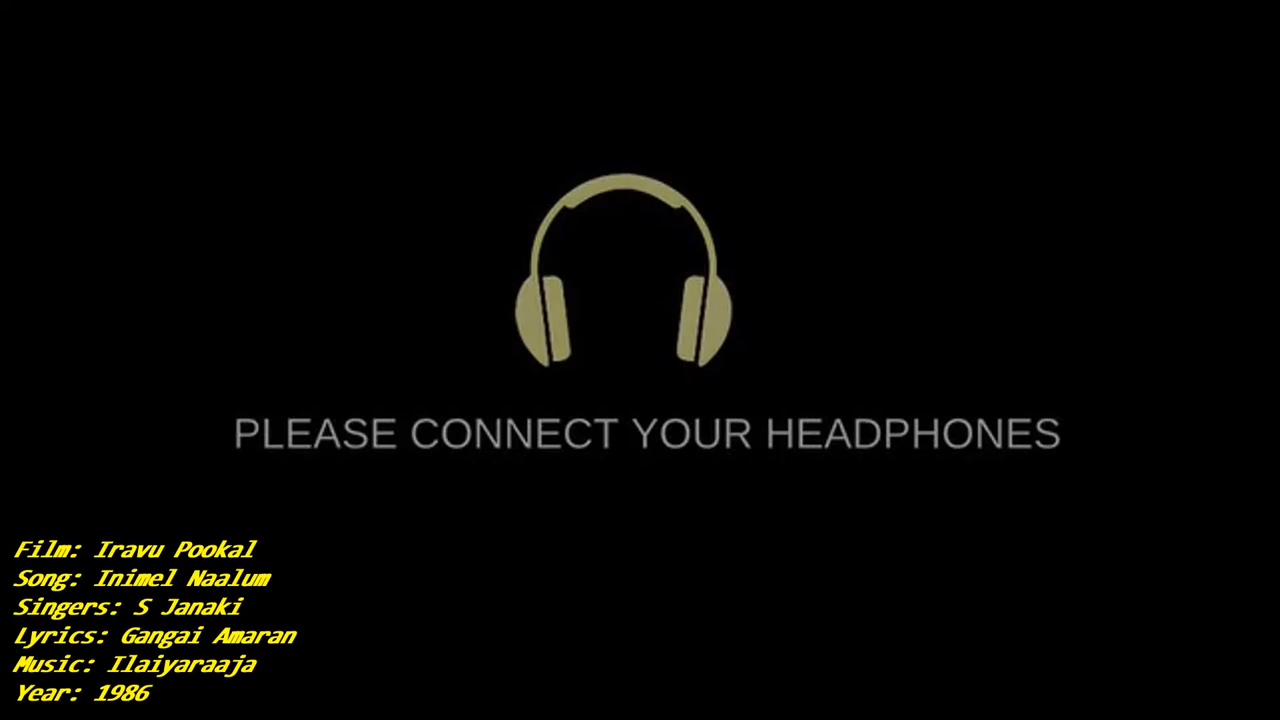 PLEASE CONNECT YOUR HEADPHONES
Film: Iravu Pookal
Song: Inimel Naalum
Singers: S Janaki
Lyrics: Gangai Amaran
Music: Ilaiyaraaja
Year: 1986